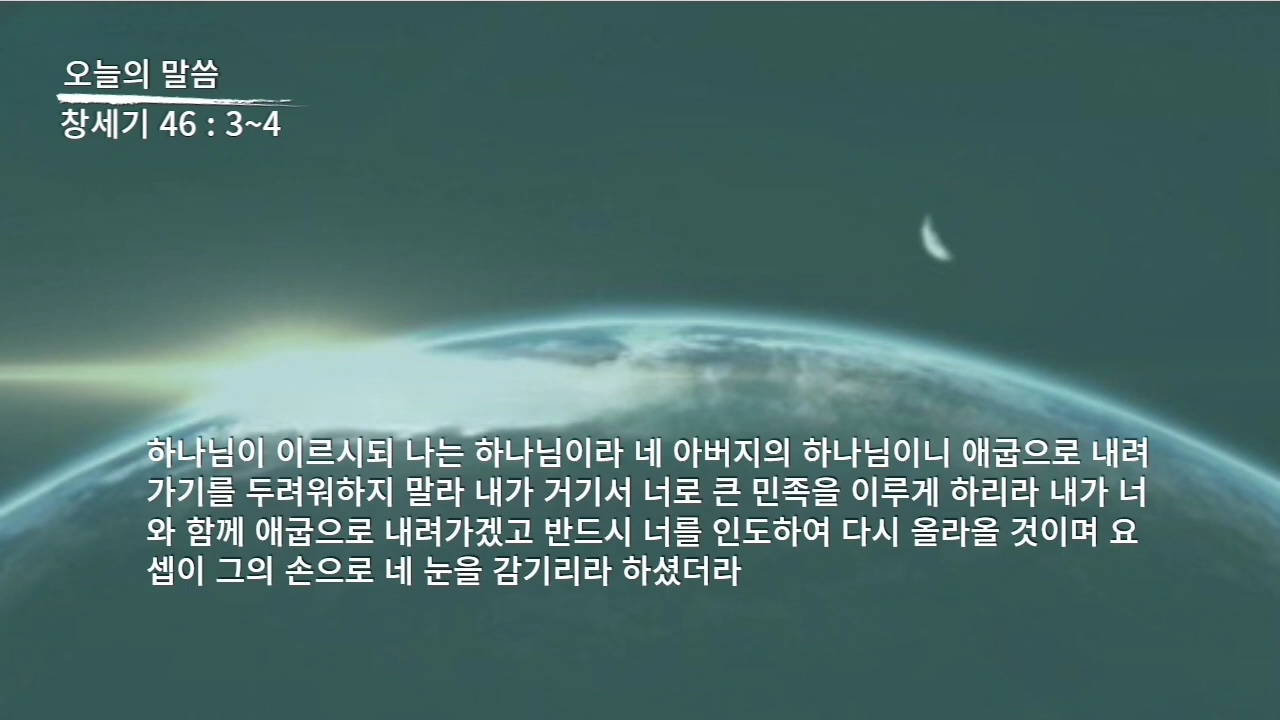 오늘의 말씀
창세기 46 : 3~4
하나님이 이르시되 나는 하나님이라 네 아버지의 하나님이니 애굽으로 내려
가기를 두려워하지 말라 내가 거기서 너로 큰 민족을 이루게 하리라 내가 너
와 함께 애굽으로 내려가겠고 반드시 너를 인도하여 다시 올라올 것이며 요
셉이 그의 손으로 네 눈을 감기리라 하셨더라